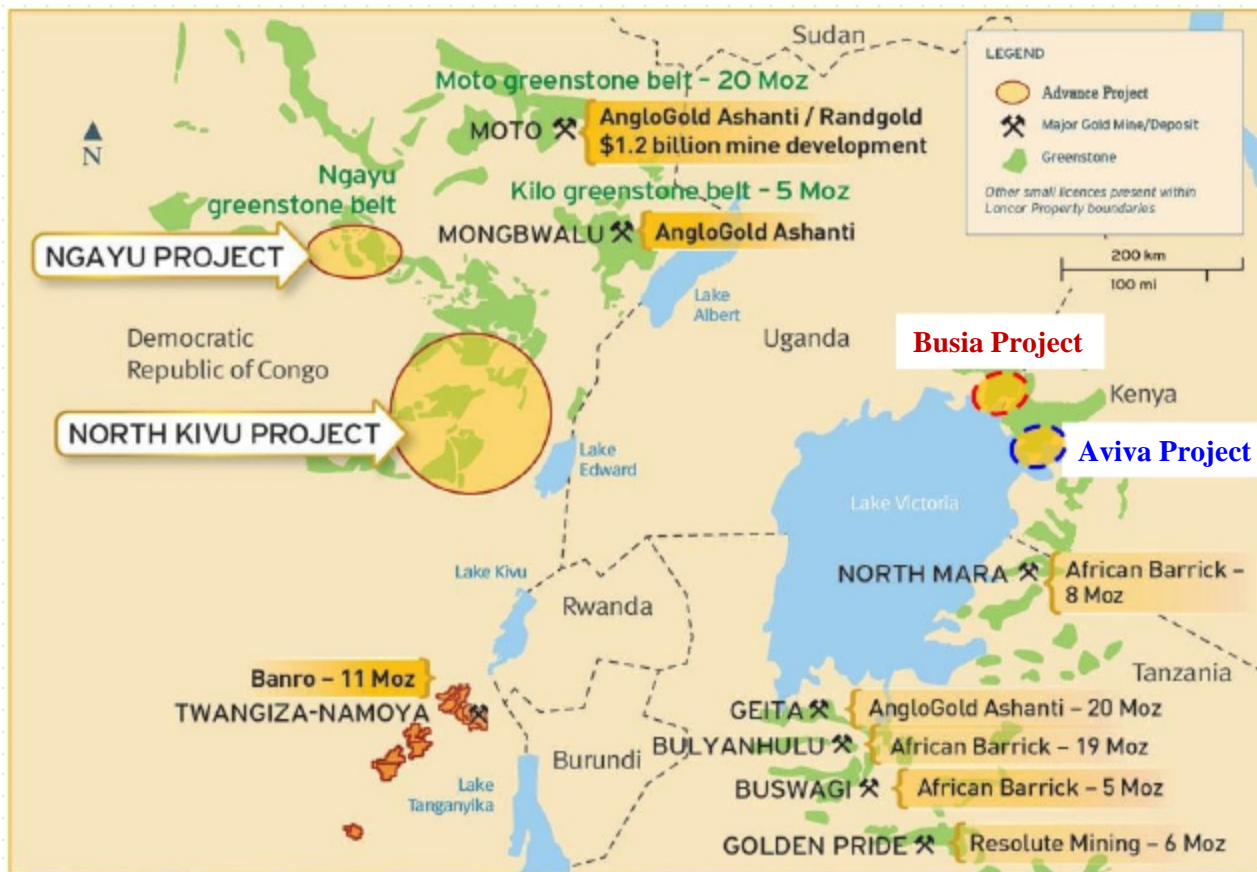 Sudan
LEGEND
Advance Project
Major Gold Mine/Deposit
Greenstone
Other small licences present within
Loncor Property boundaries
200 km
100 mi
Moto greenstone belt – 20 Moz
MOTO
AngloGold Ashanti / Randgold
$1.2 billion mine development
N
Ngayu
greenstone belt
Kilo greenstone belt – 5 Moz
MONGBWALU
AngloGold Ashanti
NGAYU PROJECT
Lake
Albert
Democratic
Republic of Congo
Uganda
Busia Project
Kenya
NORTH KIVU PROJECT
Lake
Edward
Aviva Project
Lake Victoria
Lake Kivu
NORTH MARA
African Barrick –
8 Moz
Rwanda
Tanzania
Banro – 11 Moz
TWANGIZA-NAMOYA
GEITA
AngloGold Ashanti – 20 Moz
BULYANHULU
African Barrick – 19 Moz
Burundi
Lake
Tanganyika
BUSWAGI
African Barrick – 5 Moz
GOLDEN PRIDE
Resolute Mining – 6 Moz